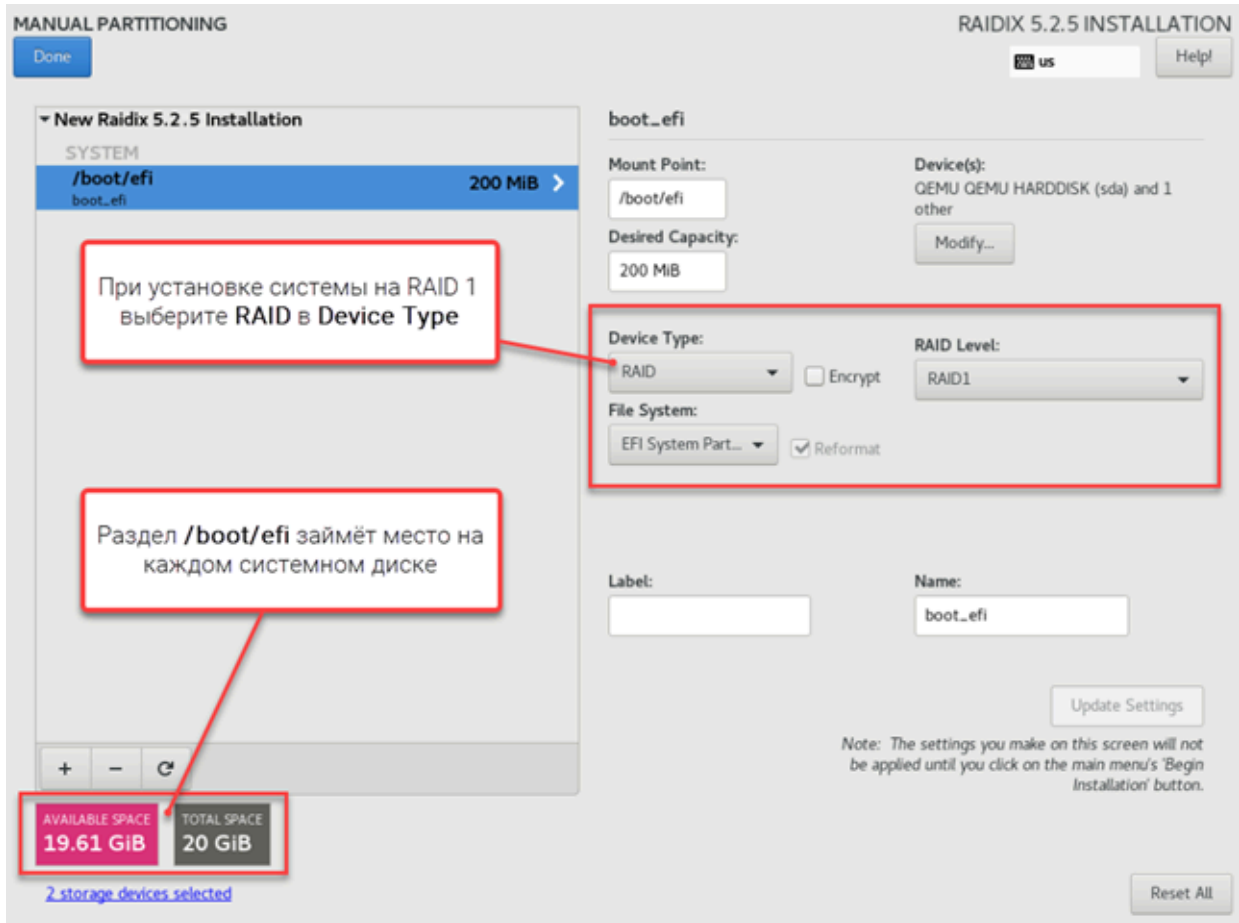 MANUAL PARTITIONING
RAIDIX 5.2.5 INSTALLATION
Done
us
Help!
New Raidix 5.2.5 Installation
SYSTEM
/boot/efi
200 MiB
boot_efi
boot_efi
Mount Point:
/boot/efi
Device(s):
QEMU QEMU HARDDISK (sda) and 1
other
Modify...
Desired Capacity:
200 MiB
При установке системы на RAID 1
выберите RAID в Device Type
Device Type:
RAID
Encrypt
RAID Level:
RAID1
File System:
EFI System Part...
Reformat
Раздел /boot/efi займёт место на
каждом системном диске
Label:
Name:
boot_efi
Update Settings
Note: The settings you make on this screen will not
be applied until you click on the main menu's 'Begin
Installation' button.
+ −
AVAILABLE SPACE
19.61 GiB
TOTAL SPACE
20 GiB
2 storage devices selected
Reset All